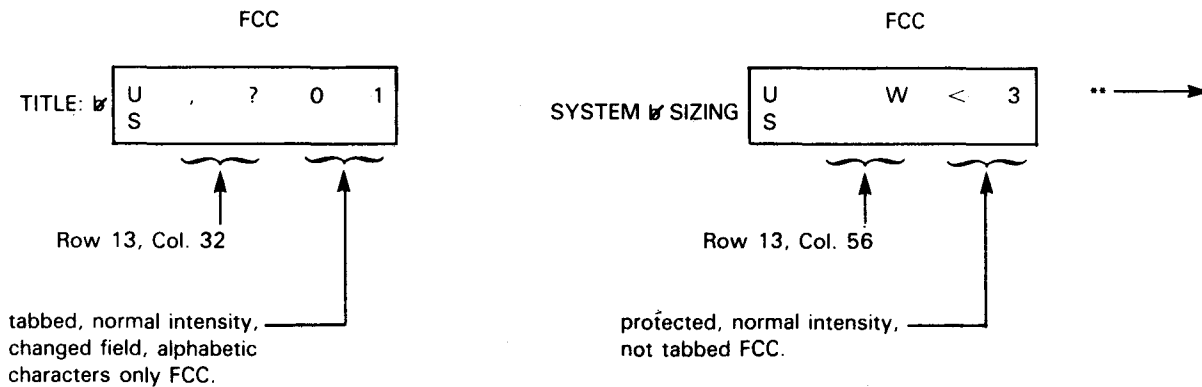 FCC
FCC
TITLE: ƀ U S , ? 0 1
SYSTEM ƀ SIZING U S W < 3 ••
Row 13, Col. 32
Row 13, Col. 56
tabbed, normal intensity,
changed field, alphabetic
characters only FCC.
protected, normal intensity,
not tabbed FCC.